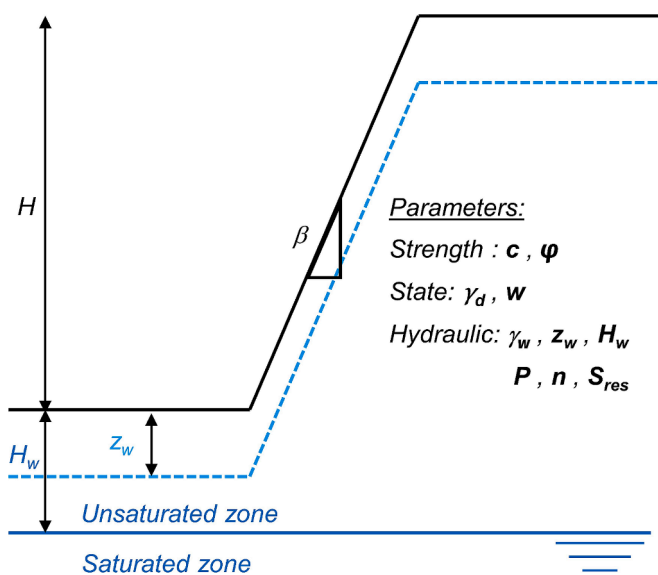 H
β
Parameters:
Strength : c , φ
State: γd , w
Hydraulic: γw , zw , Hw
P , n , Sres
Hw
zw
Unsaturated zone
Saturated zone